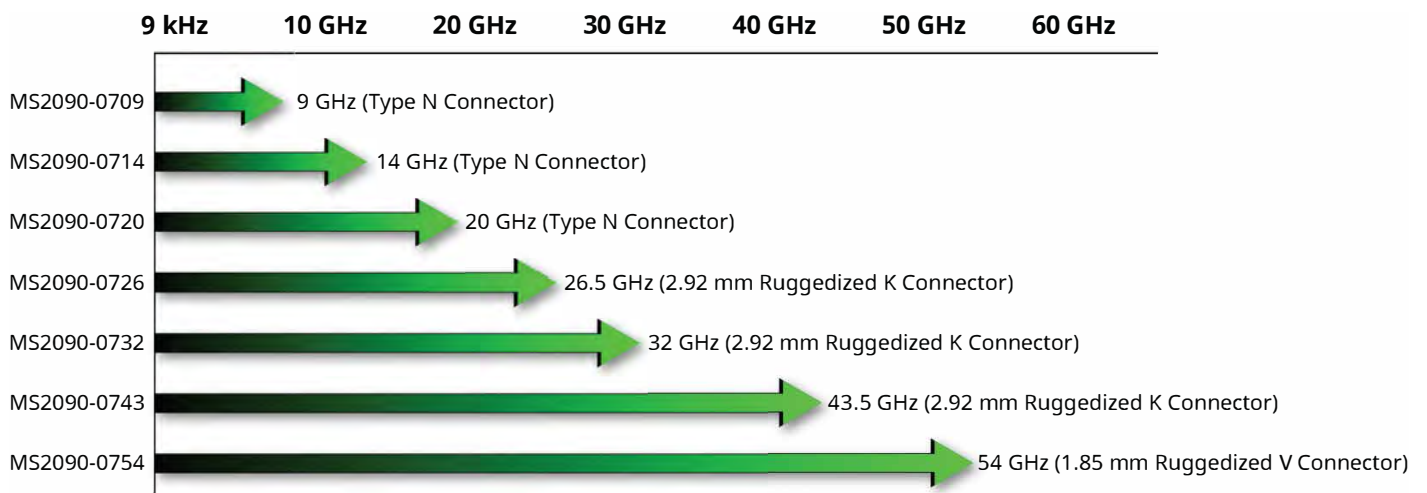 9 kHz 10 GHz 20 GHz 30 GHz 40 GHz 50 GHz 60 GHz
MS2090-0709 9 GHz (Type N Connector)
MS2090-0714 14 GHz (Type N Connector)
MS2090-0720 20 GHz (Type N Connector)
MS2090-0726 26.5 GHz (2.92 mm Ruggedized K Connector)
MS2090-0732 32 GHz (2.92 mm Ruggedized K Connector)
MS2090-0743 43.5 GHz (2.92 mm Ruggedized K Connector)
MS2090-0754 54 GHz (1.85 mm Ruggedized V Connector)